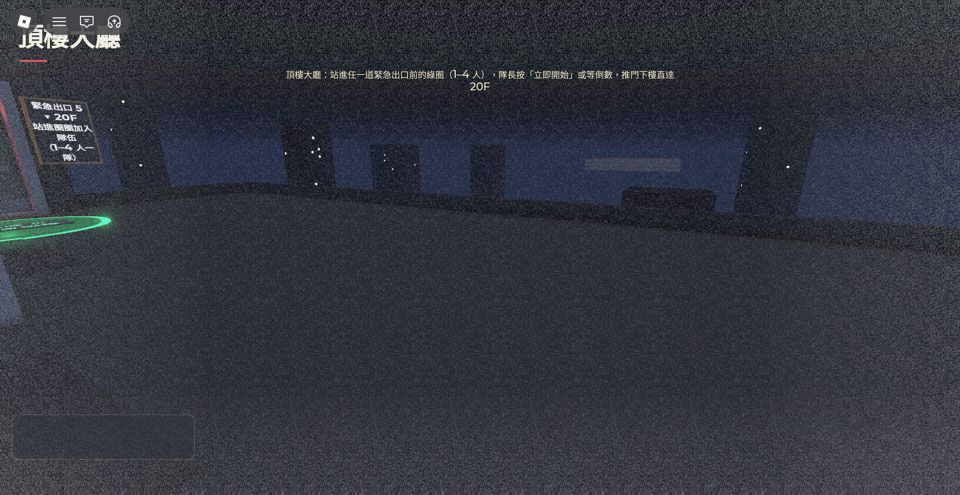 頂樓大廳
頂樓大廳：站進任一道緊急出口前的綠圈（1–4 人），隊長按「立即開始」或等倒數，推門下樓直達
20F
緊急出口 5
▼ 20F
站進圈圈加入
隊伍
（1–4 人一
隊）